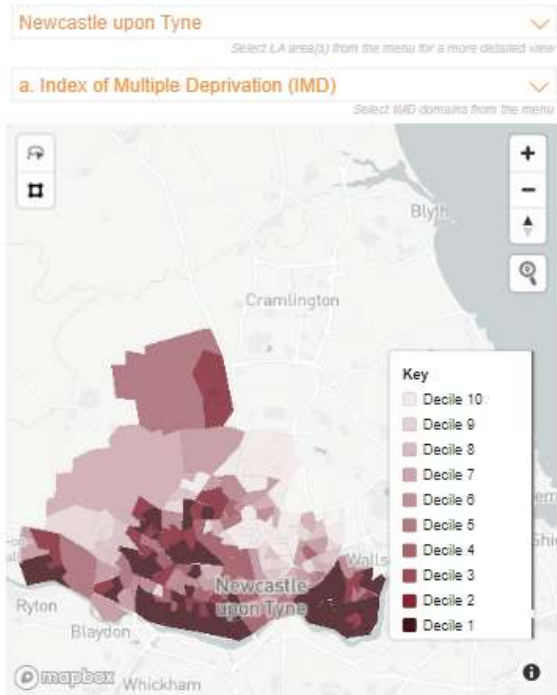 Newcastle upon Tyne
Select LA area(s) from the menu for a more detailed view
a. Index of Multiple Deprivation (IMD)
Select IMD domains from the menu
Blyth
Cramlington
Key
Decile 10
Decile 9
Decile 8
Decile 7
Decile 6
Decile 5
Decile 4
Decile 3
Decile 2
Decile 1
Walls
Shi
Newcastle
upon Tyne
Ryton
Blaydon
mapbox
Whickham